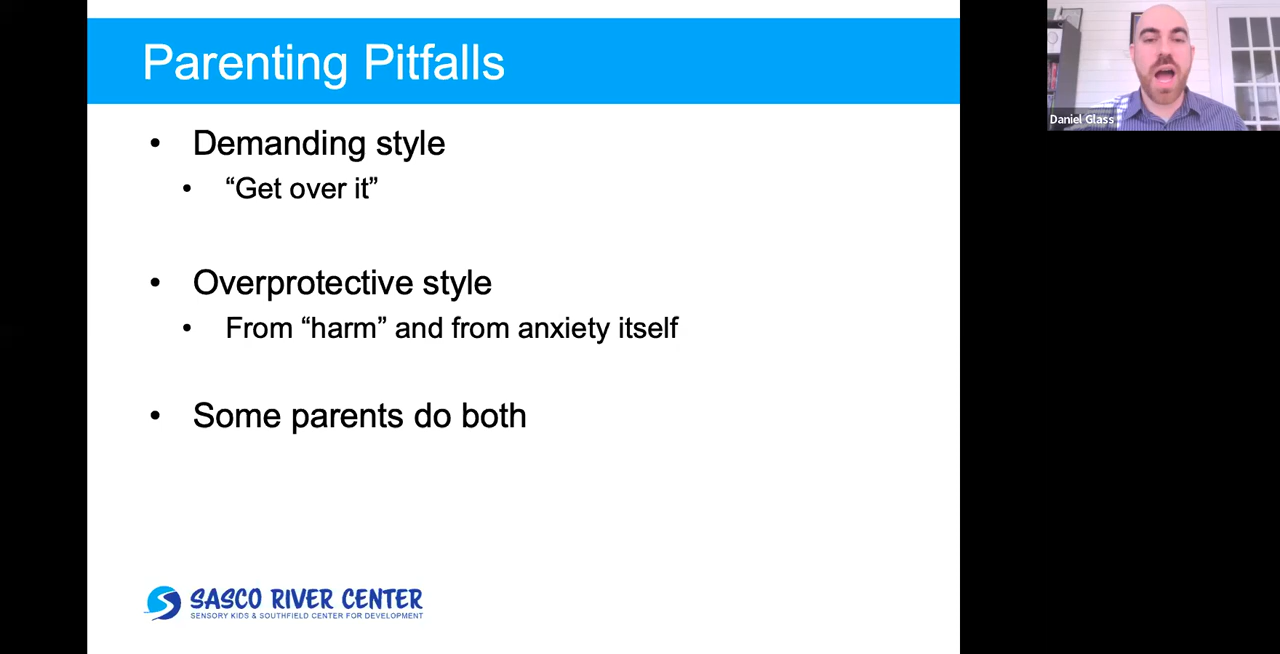 Parenting Pitfalls
• Demanding style
• “Get over it”
• Overprotective style
• From “harm” and from anxiety itself
• Some parents do both
SASCO RIVER CENTER
SENSORY KIDS & SOUTHFIELD CENTER FOR DEVELOPMENT
Daniel Glass